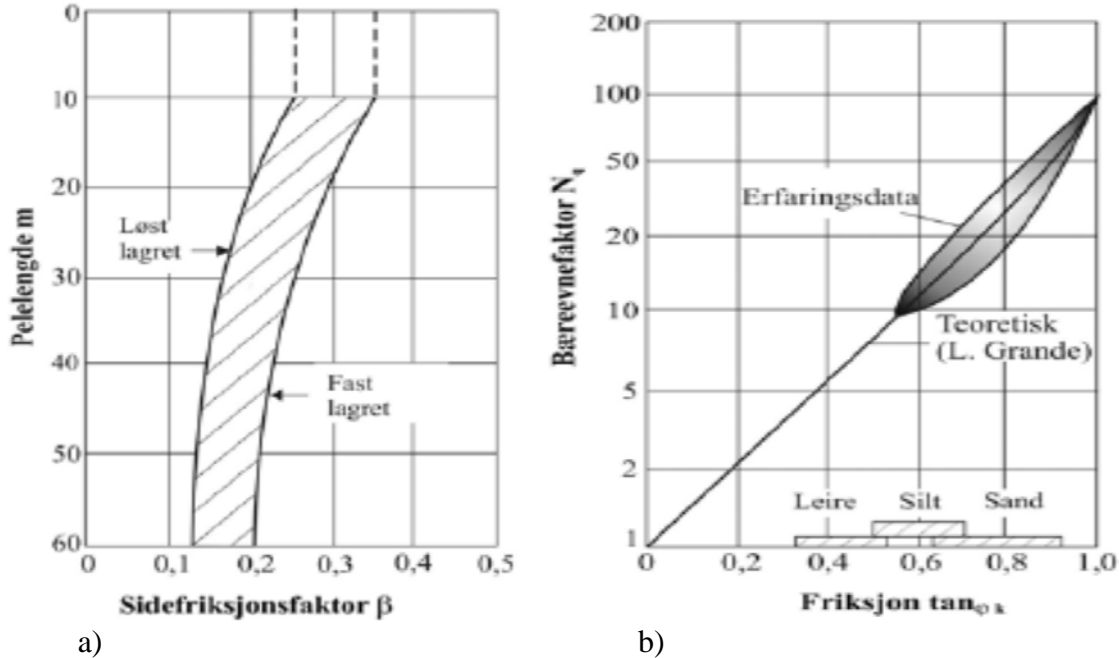 0
10
20
30
40
50
60
Pelelengde m
Løst
lagret
Fast
lagret
0
0,1
0,2
0,3
0,4
0,5
Sidefriksjonsfaktor β
a)
200
100
50
20
10
5
2
1
Bæreevnefaktor Nq
Erfaringsdata
Teoretisk
(L. Grande)
Leire Silt Sand
0
0,2
0,4
0,6
0,8
1,0
Friksjon tanφ k
b)